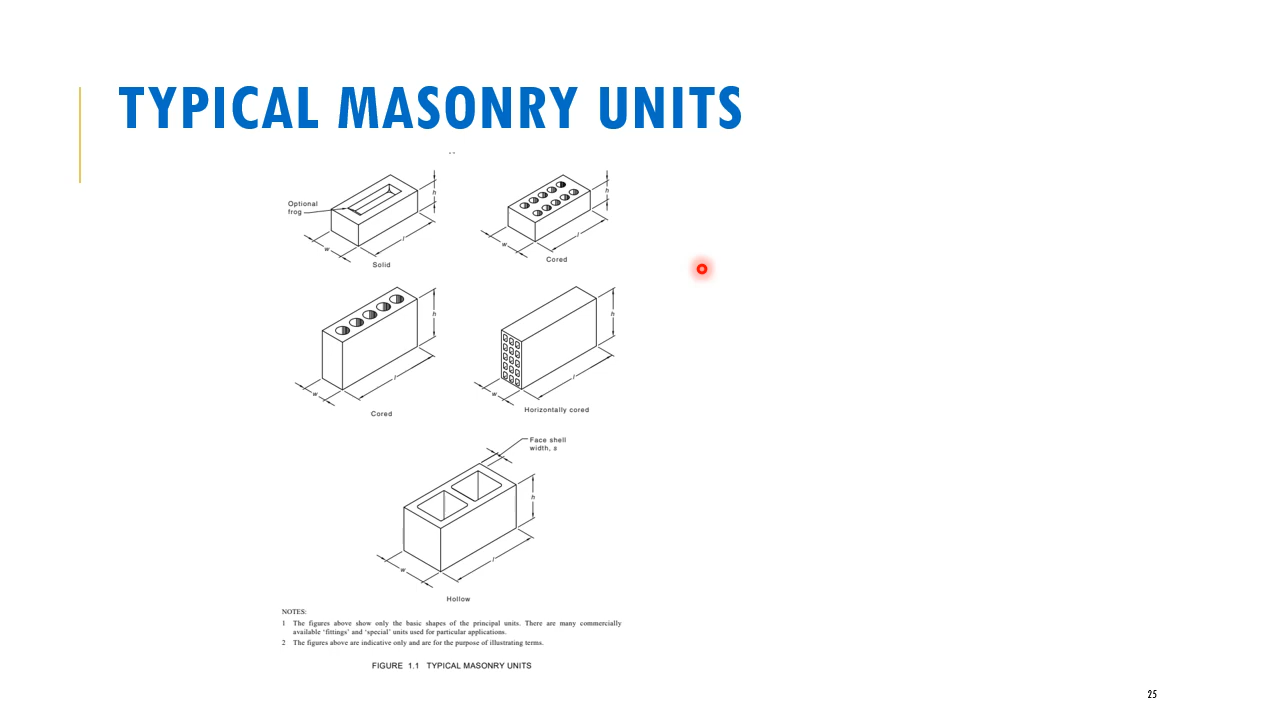 TYPICAL MASONRY UNITS
Optional
frog
h
w
l
Solid
h
w
l
Cored
h
w
l
Cored
h
w
l
Horizontally cored
Face shell
width, s
h
w
l
Hollow
NOTES:
1 The figures above show only the basic shapes of the principal units. There are many commercially
available ‘fittings’ and ‘special’ units used for particular applications.
2 The figures above are indicative only and are for the purpose of illustrating terms.
FIGURE 1.1 TYPICAL MASONRY UNITS
25